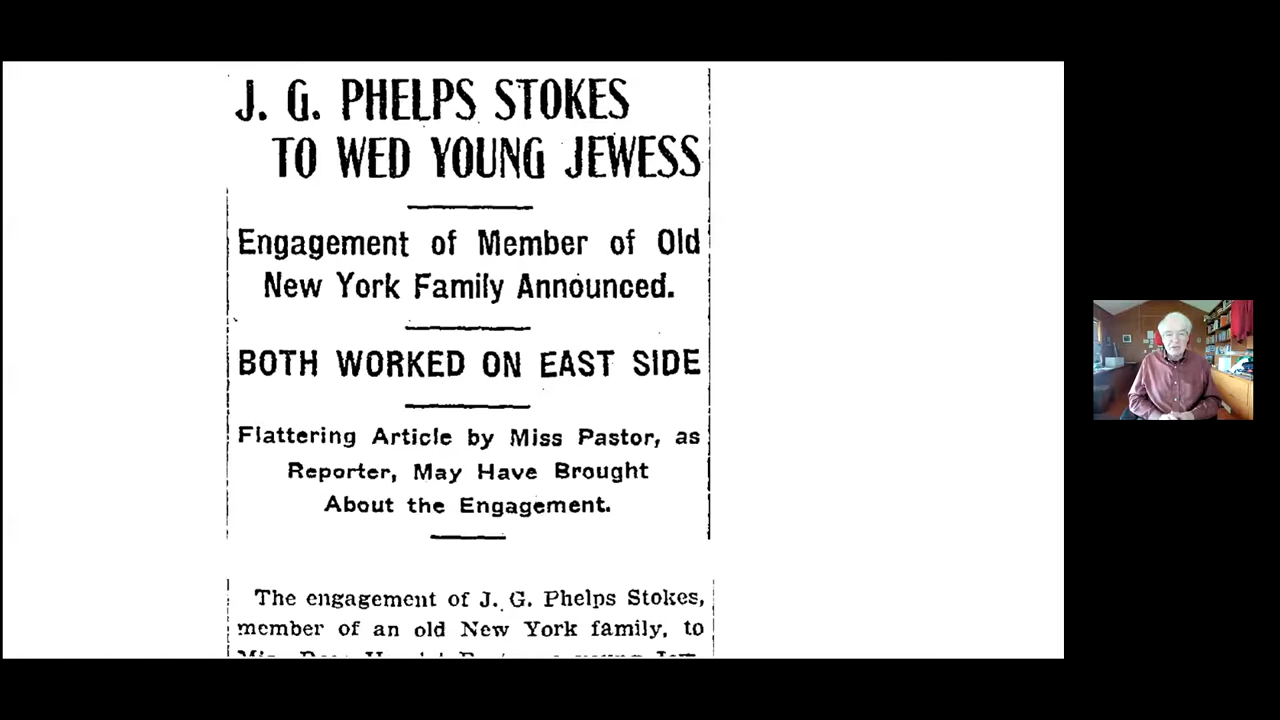 J. G. PHELPS STOKES
TO WED YOUNG JEWESS
Engagement of Member of Old
New York Family Announced.
BOTH WORKED ON EAST SIDE
Flattering Article by Miss Pastor, as
Reporter, May Have Brought
About the Engagement.
The engagement of J. G. Phelps Stokes,
member of an old New York family, to